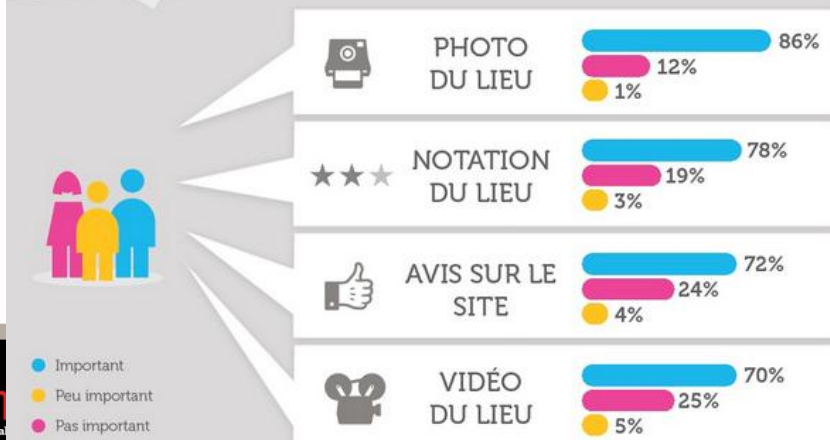 PHOTO
DU LIEU
86%
12%
1%
NOTATION
DU LIEU
78%
19%
3%
AVIS SUR LE
SITE
72%
24%
4%
VIDÉO
DU LIEU
70%
25%
5%
Important
Peu important
Pas important